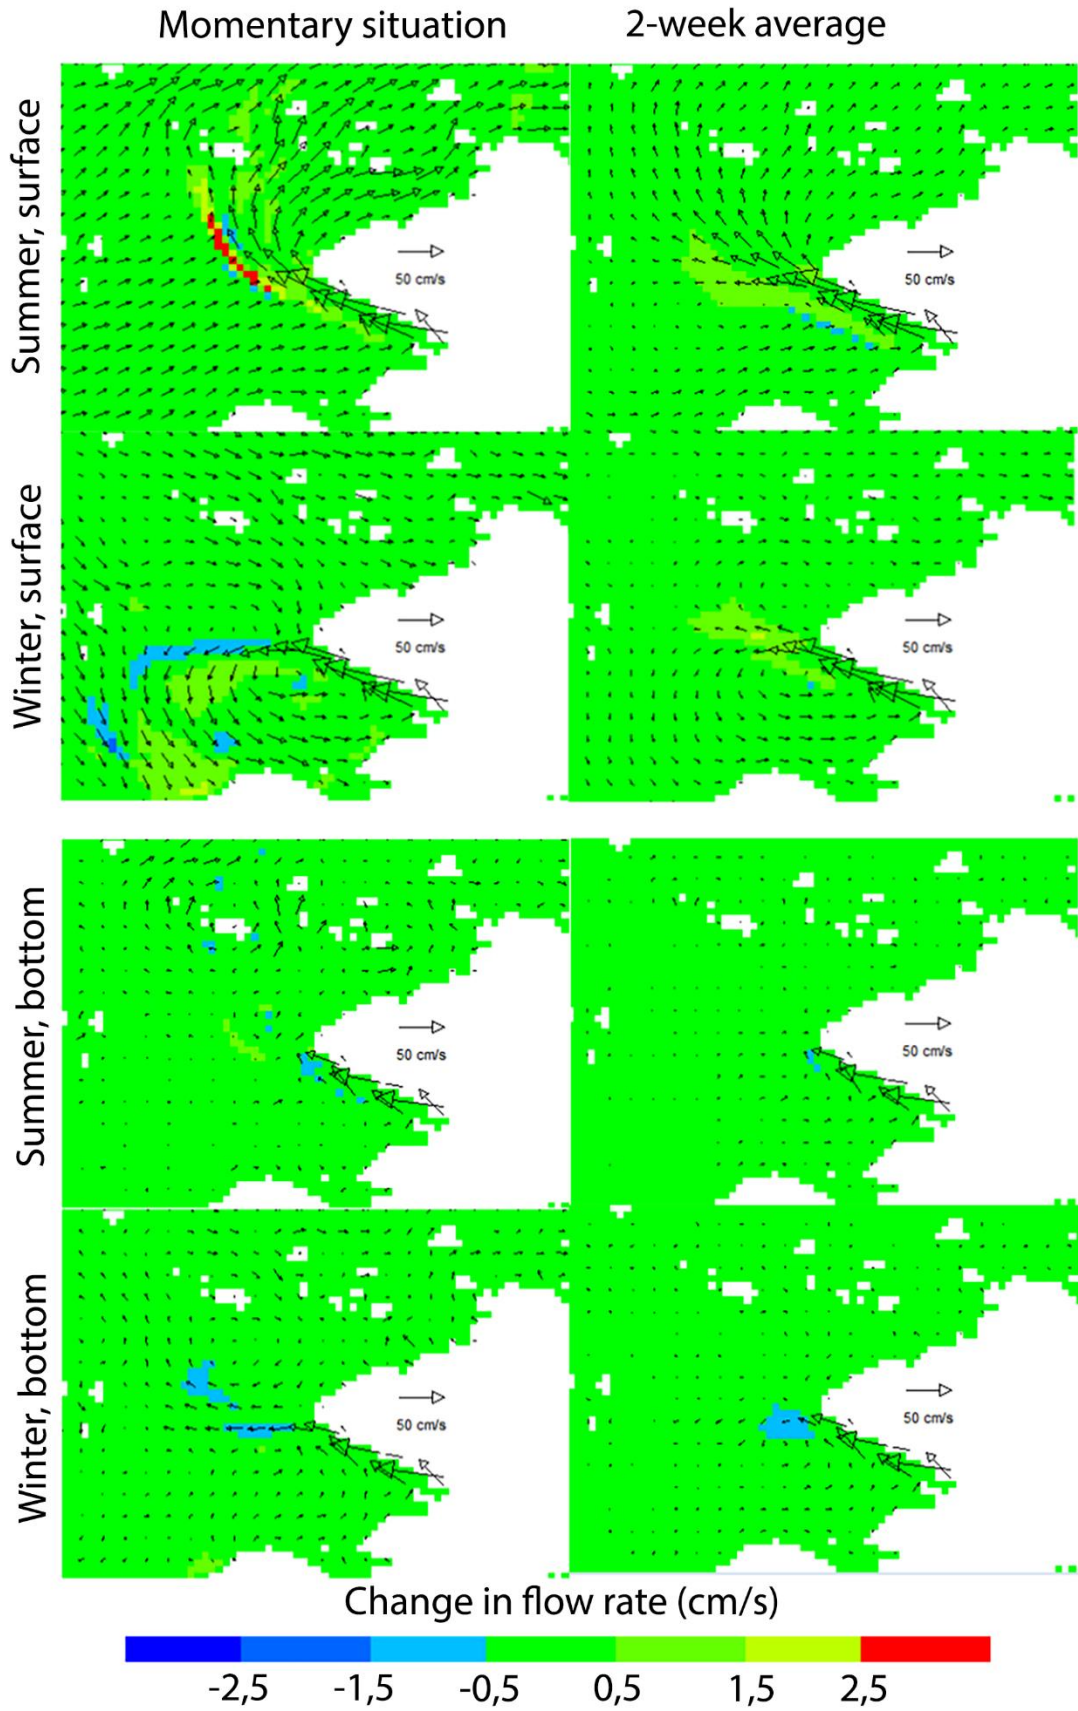 Momentary situation
2-week average
Summer, surface
50 cm/s
50 cm/s
Winter, surface
50 cm/s
50 cm/s
Summer, bottom
50 cm/s
50 cm/s
Winter, bottom
50 cm/s
50 cm/s
Change in flow rate (cm/s)
-2,5 -1,5 -0,5 0,5 1,5 2,5